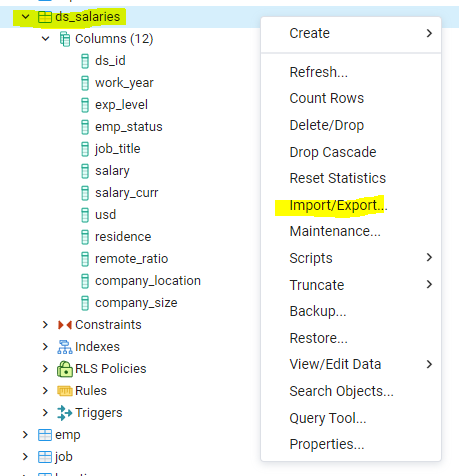 ds_salaries
Columns (12)
ds_id
work_year
exp_level
emp_status
job_title
salary
salary_curr
usd
residence
remote_ratio
company_location
company_size
Constraints
Indexes
RLS Policies
Rules
Triggers
emp
job
Create
Refresh...
Count Rows
Delete/Drop
Drop Cascade
Reset Statistics
Import/Export...
Maintenance...
Scripts
Truncate
Backup...
Restore...
View/Edit Data
Search Objects...
Query Tool...
Properties...